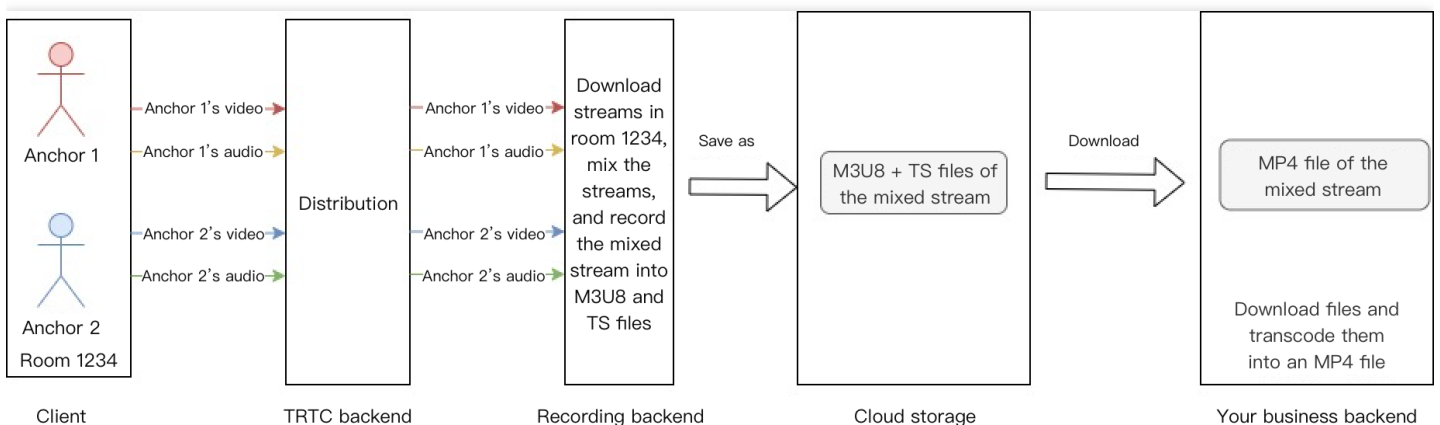 Anchor 1
Anchor 2
Room 1234
Client
Anchor 1's video
Anchor 1's audio
Anchor 2's video
Anchor 2's audio
Distribution
TRTC backend
Anchor 1's video
Anchor 1's audio
Anchor 2's video
Anchor 2's audio
Download
streams in
room 1234,
mix the
streams,
and record
the mixed
stream into
M3U8 and
TS files
Recording backend
Save as
M3U8 + TS files of
the mixed stream
Cloud storage
Download
MP4 file of the
mixed stream
Download files and
transcode them
into an MP4 file
Your business backend